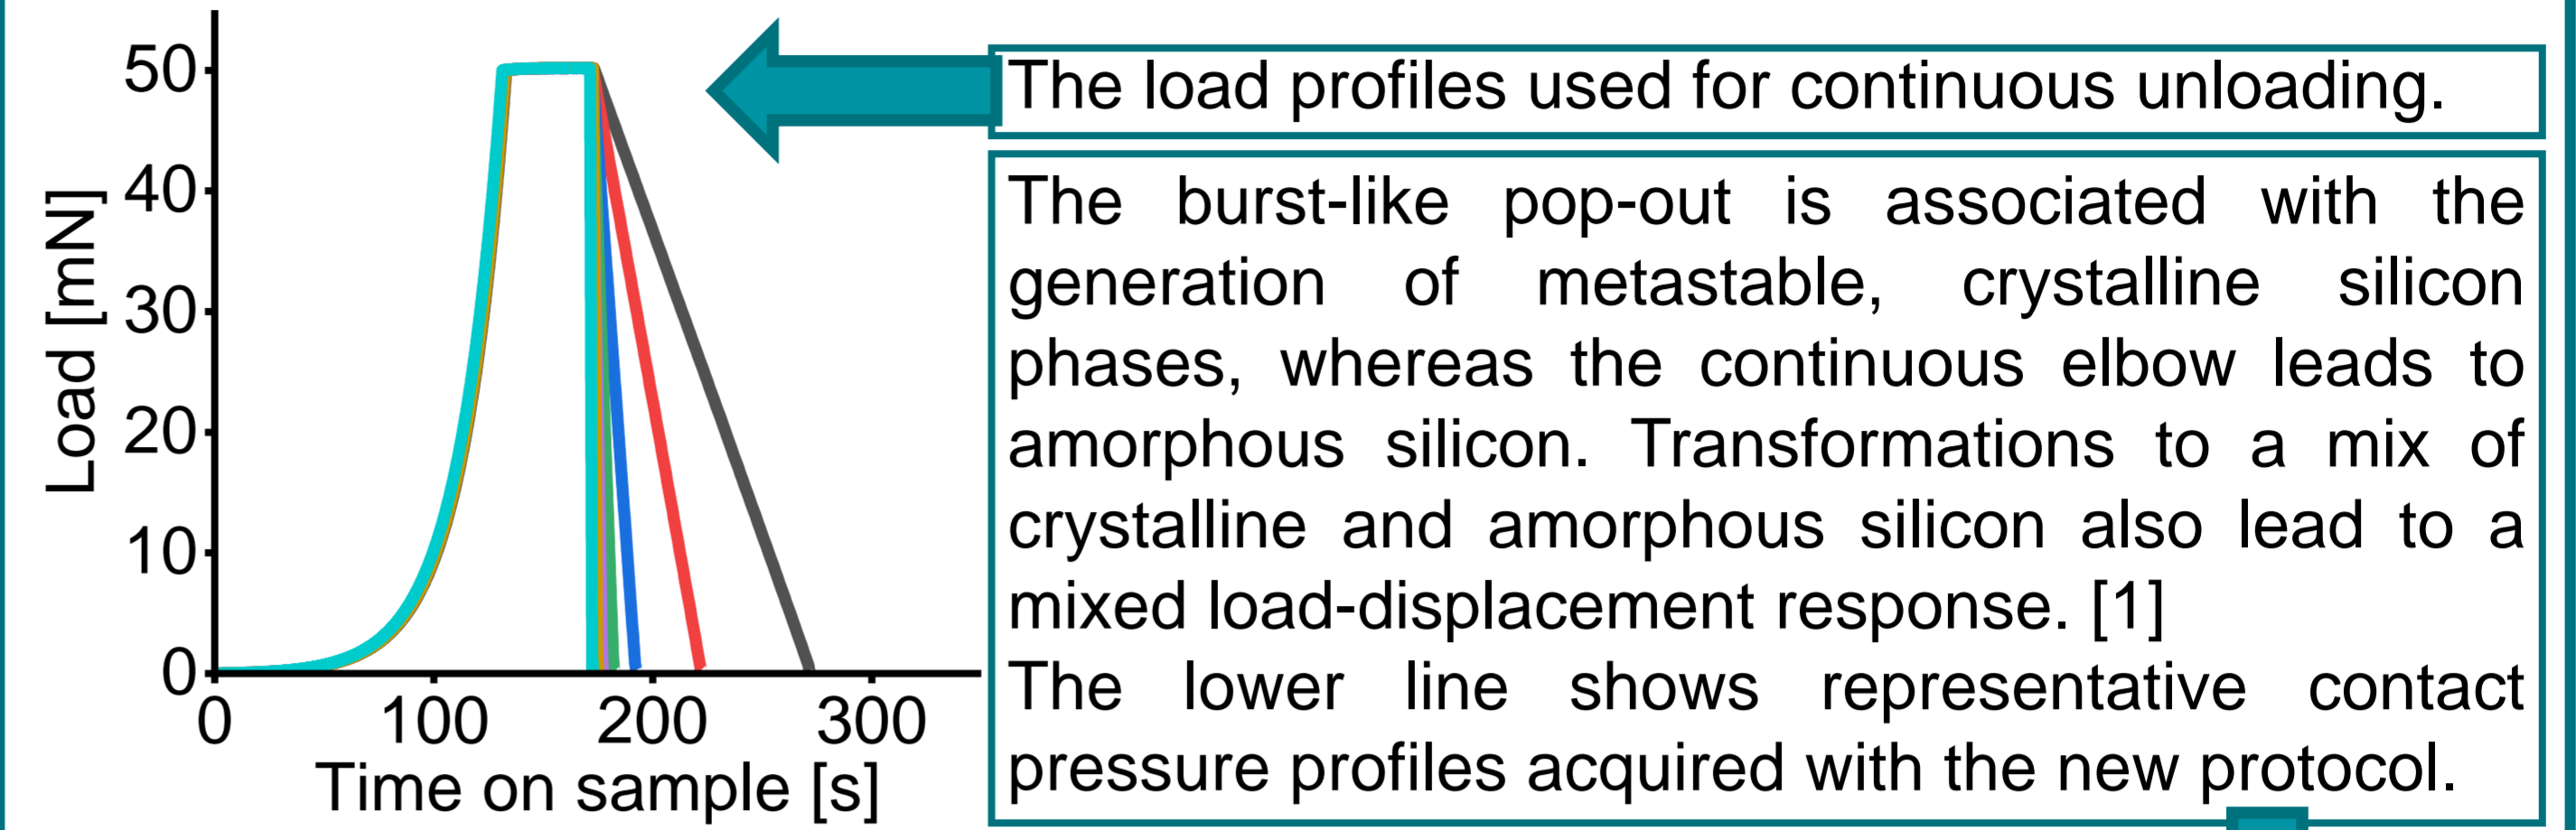 50
40
30
20
10
0
Load [mN]
0 100 200 300
Time on sample [s]
The load profiles used for continuous unloading.
The burst-like pop-out is associated with the
generation of metastable, crystalline silicon
phases, whereas the continuous elbow leads to
amorphous silicon. Transformations to a mix of
crystalline and amorphous silicon also lead to a
mixed load-displacement response. [1]
The lower line shows representative contact
pressure profiles acquired with the new protocol.